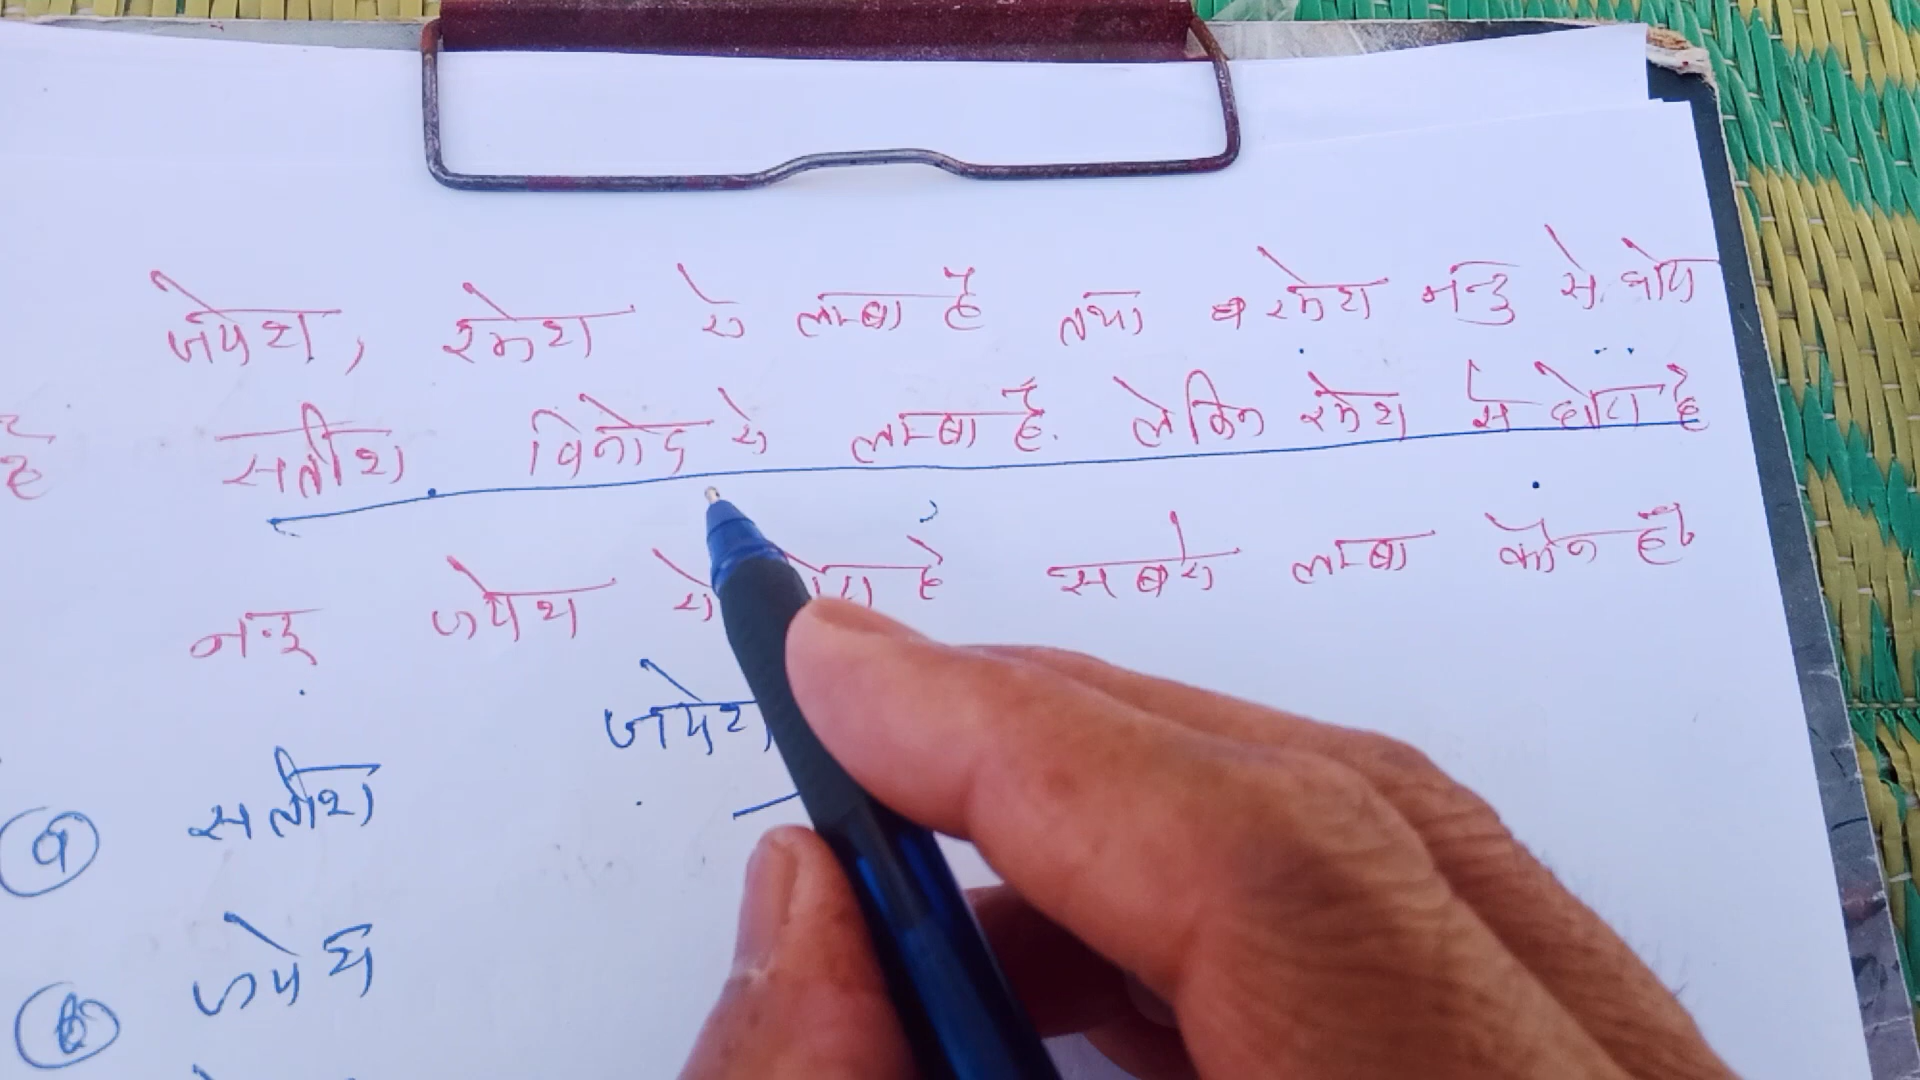 जयेश, रमेश से लम्बा है तथा रमेश नन्दु से छोटा
है सतीश विनोद से लम्बा है. लेकिन रमेश से छोटा है
नन्दु जयेश से है सबसे लम्बा कौन है?
जयेश
a सतीश
b जयेश